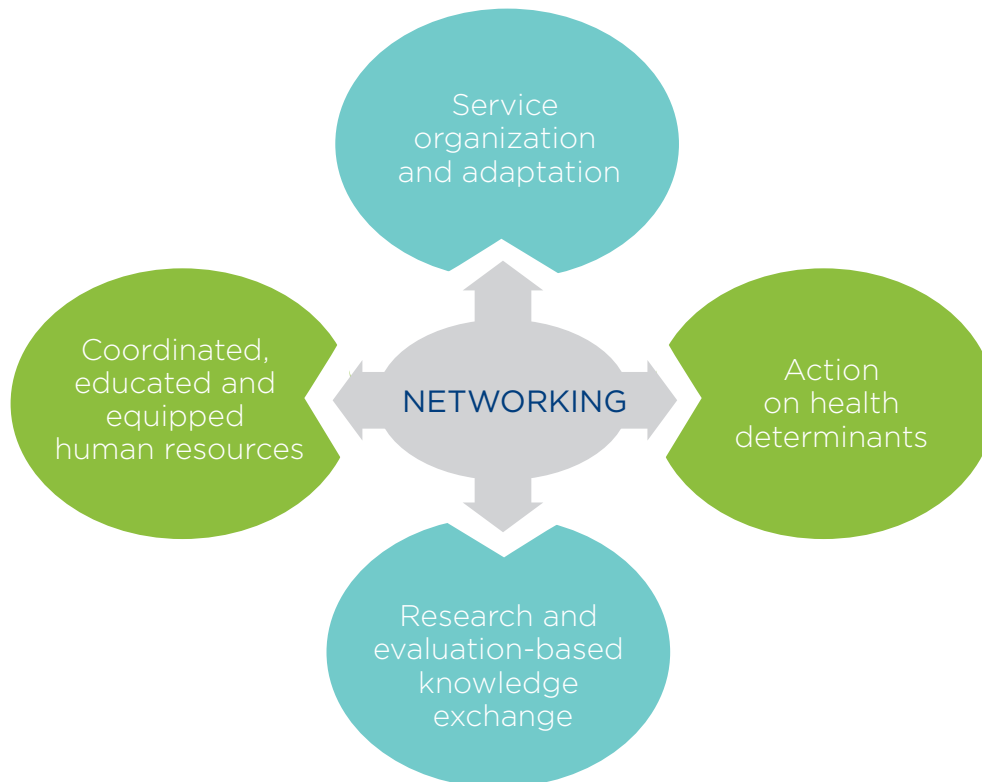 Service
organization
and adaptation
Coordinated,
educated and
equipped
human resources
NETWORKING
Action
on health
determinants
Research and
evaluation-based
knowledge
exchange